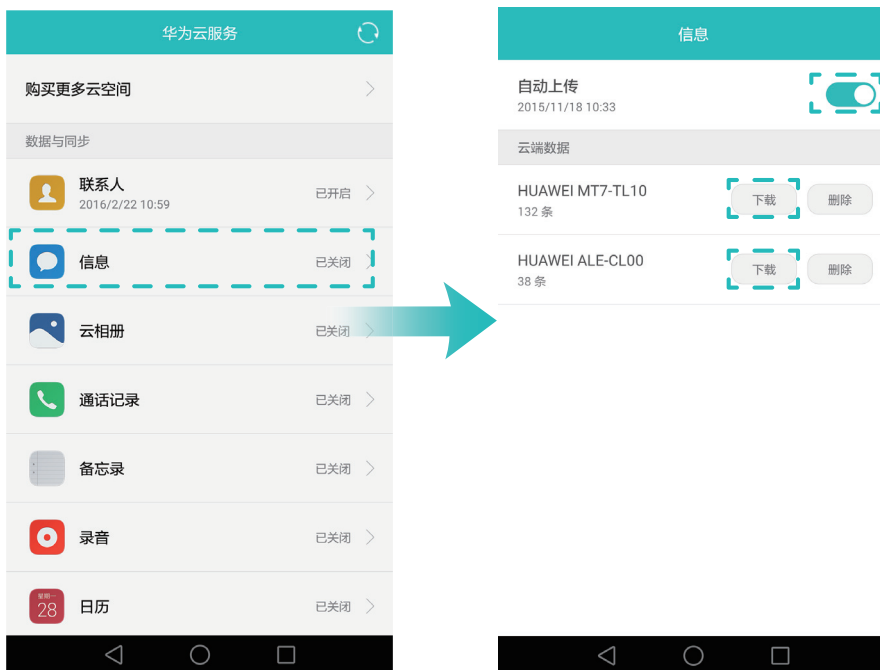 华为云服务
购买更多云空间
数据与同步
联系人
2016/2/22 10:59
已开启
信息
已关闭
云相册
已关闭
通话记录
已关闭
备忘录
已关闭
录音
已关闭
星期一
28
日历
已关闭
信息
自动上传
2015/11/18 10:33
云端数据
HUAWEI MT7-TL10
132 条
下载
删除
HUAWEI ALE-CL00
38 条
下载
删除